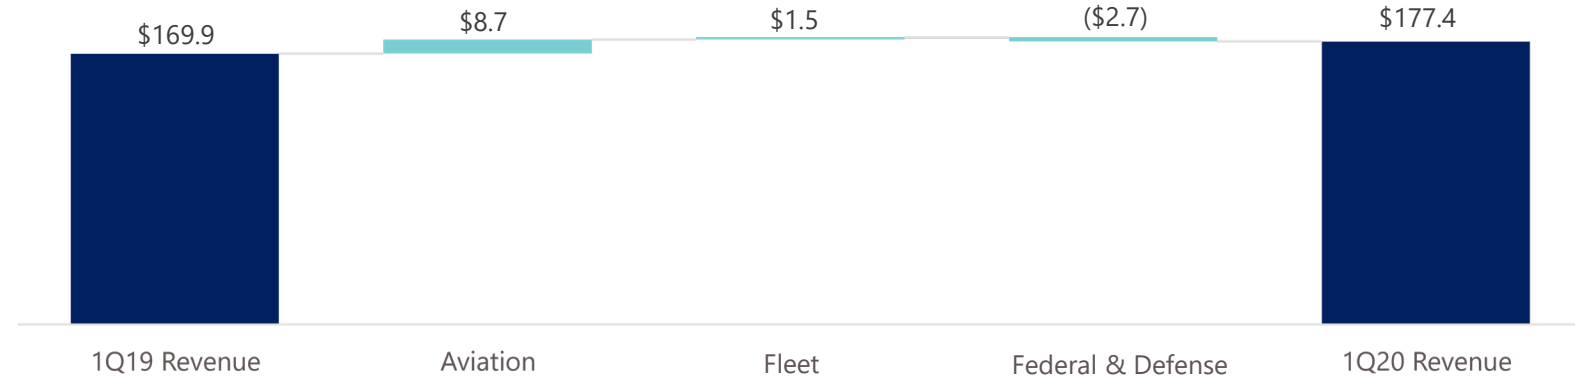 $169.9
$8.7
$1.5
($2.7)
$177.4
1Q19 Revenue
Aviation
Fleet
Federal & Defense
1Q20 Revenue